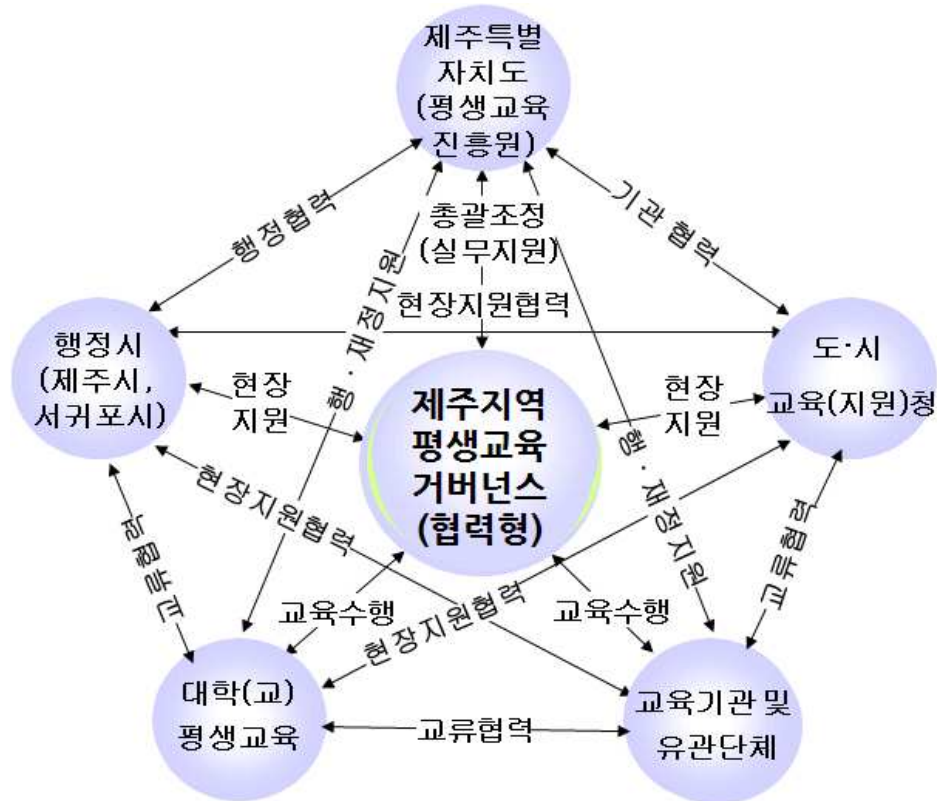 제주특별
자치도
(평생교육
진흥원)
행정협력
총괄조정
(실무지원)
기관 협력
행·재정지원
현장지원협력
행정시
(제주시,
서귀포시)
현장
지원
제주지역
평생교육
거버넌스
(협력형)
현장
지원
도·시
교육(지원)청
행·재정지원
현장지원협력
교류협력
교육수행
현장지원협력
교육수행
교류협력
대학(교)
평생교육
교류협력
교육기관 및
유관단체